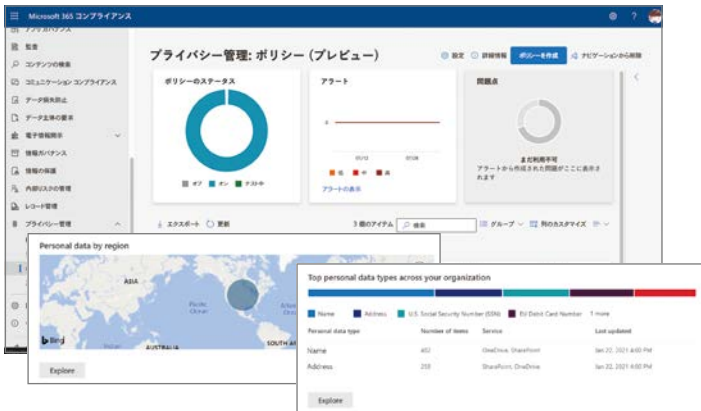 Microsoft 365 コンプライアンス
監査
コンテンツの検索
コミュニケーション コンプライアンス
データ損失防止
データ主体の要求
電子情報開示
情報ガバナンス
情報の保護
内部リスクの管理
レコード管理
プライバシー管理
プライバシー管理: ポリシー (プレビュー)
設定
詳細情報
ポリシーを作成
ナビゲーションから削除
ポリシーのステータス
オフ オン テスト中
アラート
0
低 中 高
アラートの表示
問題点
まだ利用不可
アラートから作成された問題がここに表示されます
エクスポート 更新
3 個のアイテム 検索
グループ 列のカスタマイズ
Personal data by region
ASIA
Pacific Ocean
AUSTRALIA
Bing
Explore
Top personal data types across your organization
Name Address U.S. Social Security Number (SSN) EU Debit Card Number 1 more
Personal data type Number of items Service Last updated
Name OneDrive, SharePoint
Address SharePoint, OneDrive
Explore